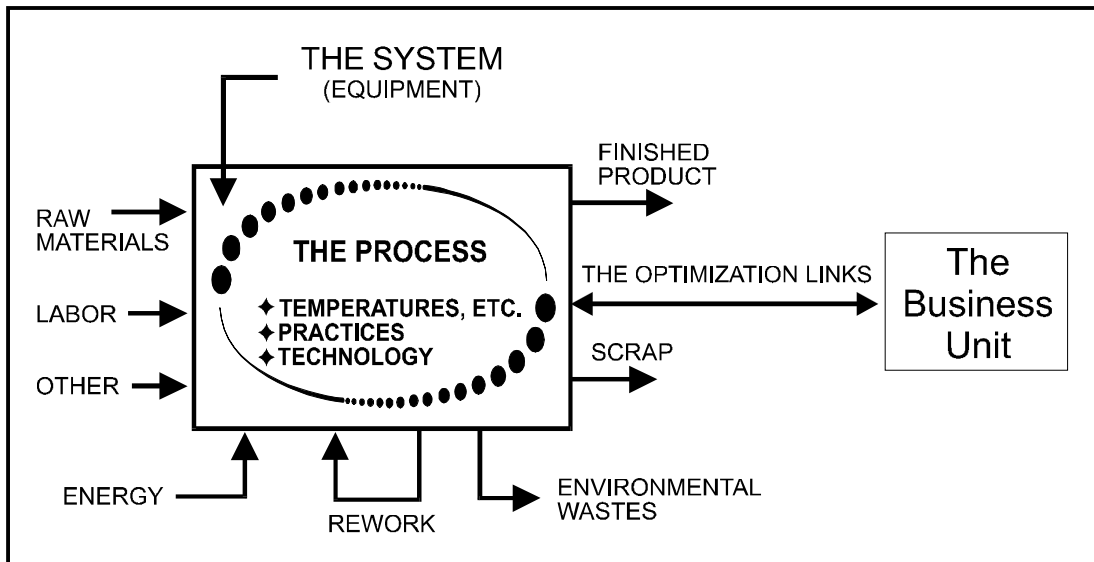 THE SYSTEM
(EQUIPMENT)
FINISHED
PRODUCT
RAW
MATERIALS
THE PROCESS
THE OPTIMIZATION LINKS
The
Business
Unit
LABOR
TEMPERATURES, ETC.
PRACTICES
TECHNOLOGY
SCRAP
OTHER
ENERGY
REWORK
ENVIRONMENTAL
WASTES